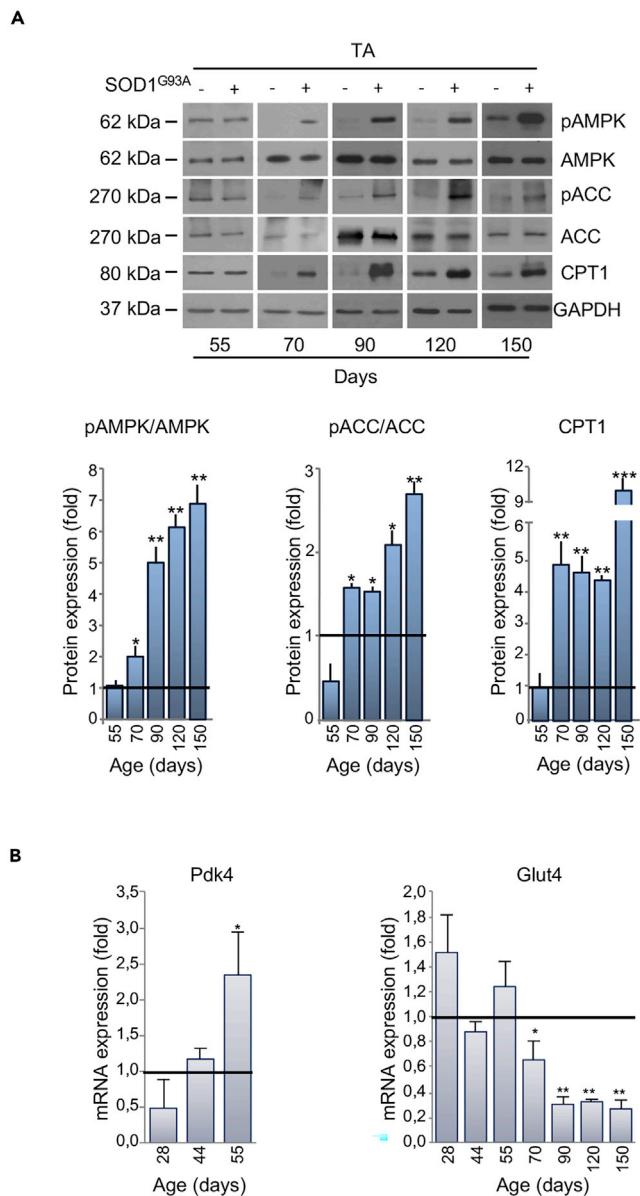 A
TA
SOD1G93A - + - + - + - + - +
62 kDa pAMPK
62 kDa AMPK
270 kDa pACC
270 kDa ACC
80 kDa CPT1
37 kDa GAPDH
55 70 90 120 150
Days
pAMPK/AMPK
Protein expression (fold)
8
7
6
5
4
3
2
1
0
** ** ** * 
55 70 90 120 150
Age (days)
pACC/ACC
Protein expression (fold)
3
2
1
0
* * * **
55 70 90 120 150
Age (days)
CPT1
Protein expression (fold)
12
9
6
4
2
1
0
** ** ** ***
55 70 90 120 150
Age (days)
B
Pdk4
mRNA expression (fold)
3,5
3,0
2,5
2,0
1,5
1,0
0,5
0,0
*
28 44 55
Age (days)
Glut4
mRNA expression (fold)
2,0
1,8
1,6
1,4
1,2
1,0
0,8
0,6
0,4
0,2
0,0
* ** ** **
28 44 55 70 90 120 150
Age (days)